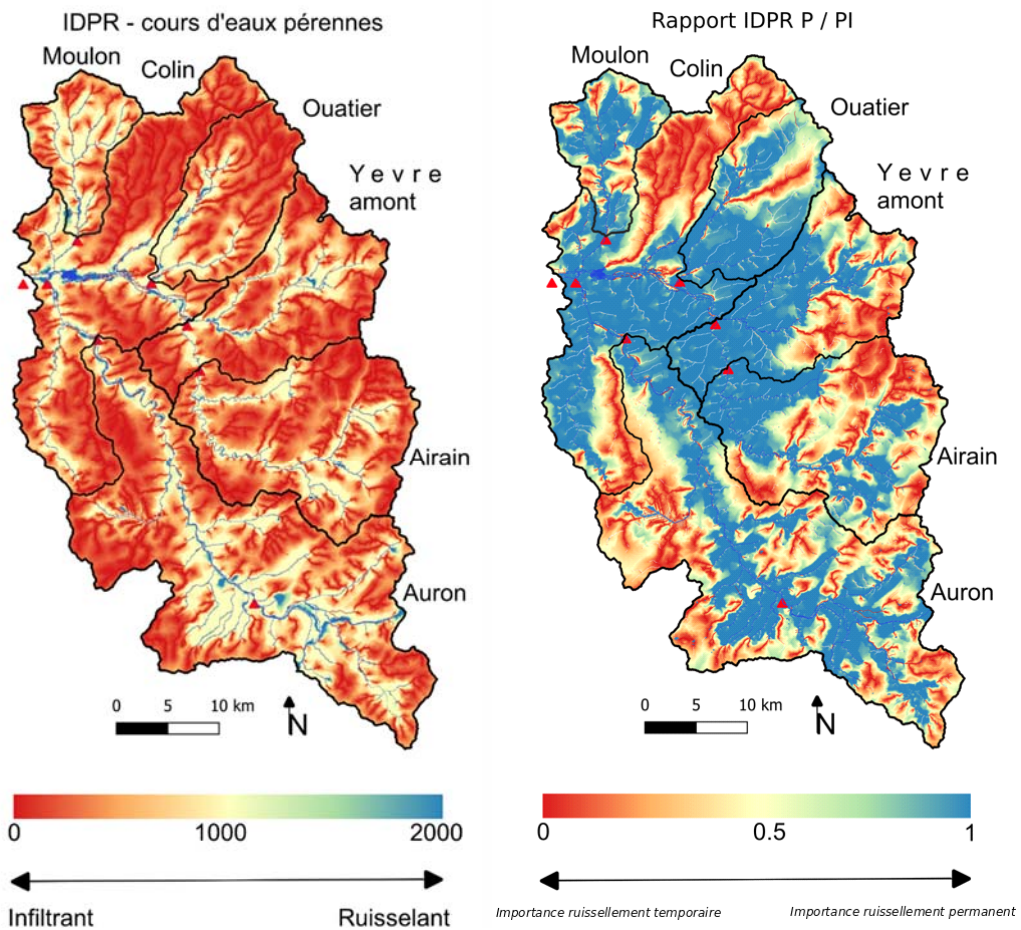 IDPR - cours d'eaux pérennes
Moulon
Colin
Ouatier
Yevre
amont
Airain
Auron
0 5 10 km
N
0 1000 2000
Infiltrant Ruisselant
Rapport IDPR P / PI
Moulon
Colin
Ouatier
Yevre
amont
Airain
Auron
0 5 10 km
N
0 0.5 1
Importance ruissellement temporaire Importance ruissellement permanent